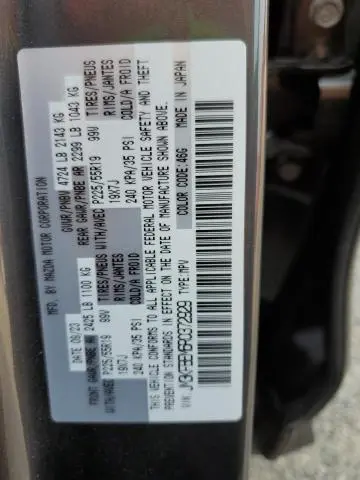 MFD. BY MAZDA MOTOR CORPORATION
09/23 GVWR/PNBV 4724 LB 2143 KG
FRONT GAWR/PNBE AV 2425 LB 1100 KG REAR GAWR/PNBE AR 2299 LB 1043 KG
WITH/AVEC P225/55R19 99V TIRES/PNEUS WITH/AVEC P225/55R19 99V TIRES/PNEUS
19X7J RIMS/JANTES 19X7J RIMS/JANTES
240 KPA/35 PSI COLD/A FROID 240 KPA/35 PSI COLD/A FROID
THIS VEHICLE CONFORMS TO ALL APPLICABLE FEDERAL MOTOR VEHICLE SAFETY AND THEFT
PREVENTION STANDARDS IN EFFECT ON THE DATE OF MANUFACTURE SHOWN ABOVE.
TYPE:MPV COLOR CODE:46G MADE IN JAPAN